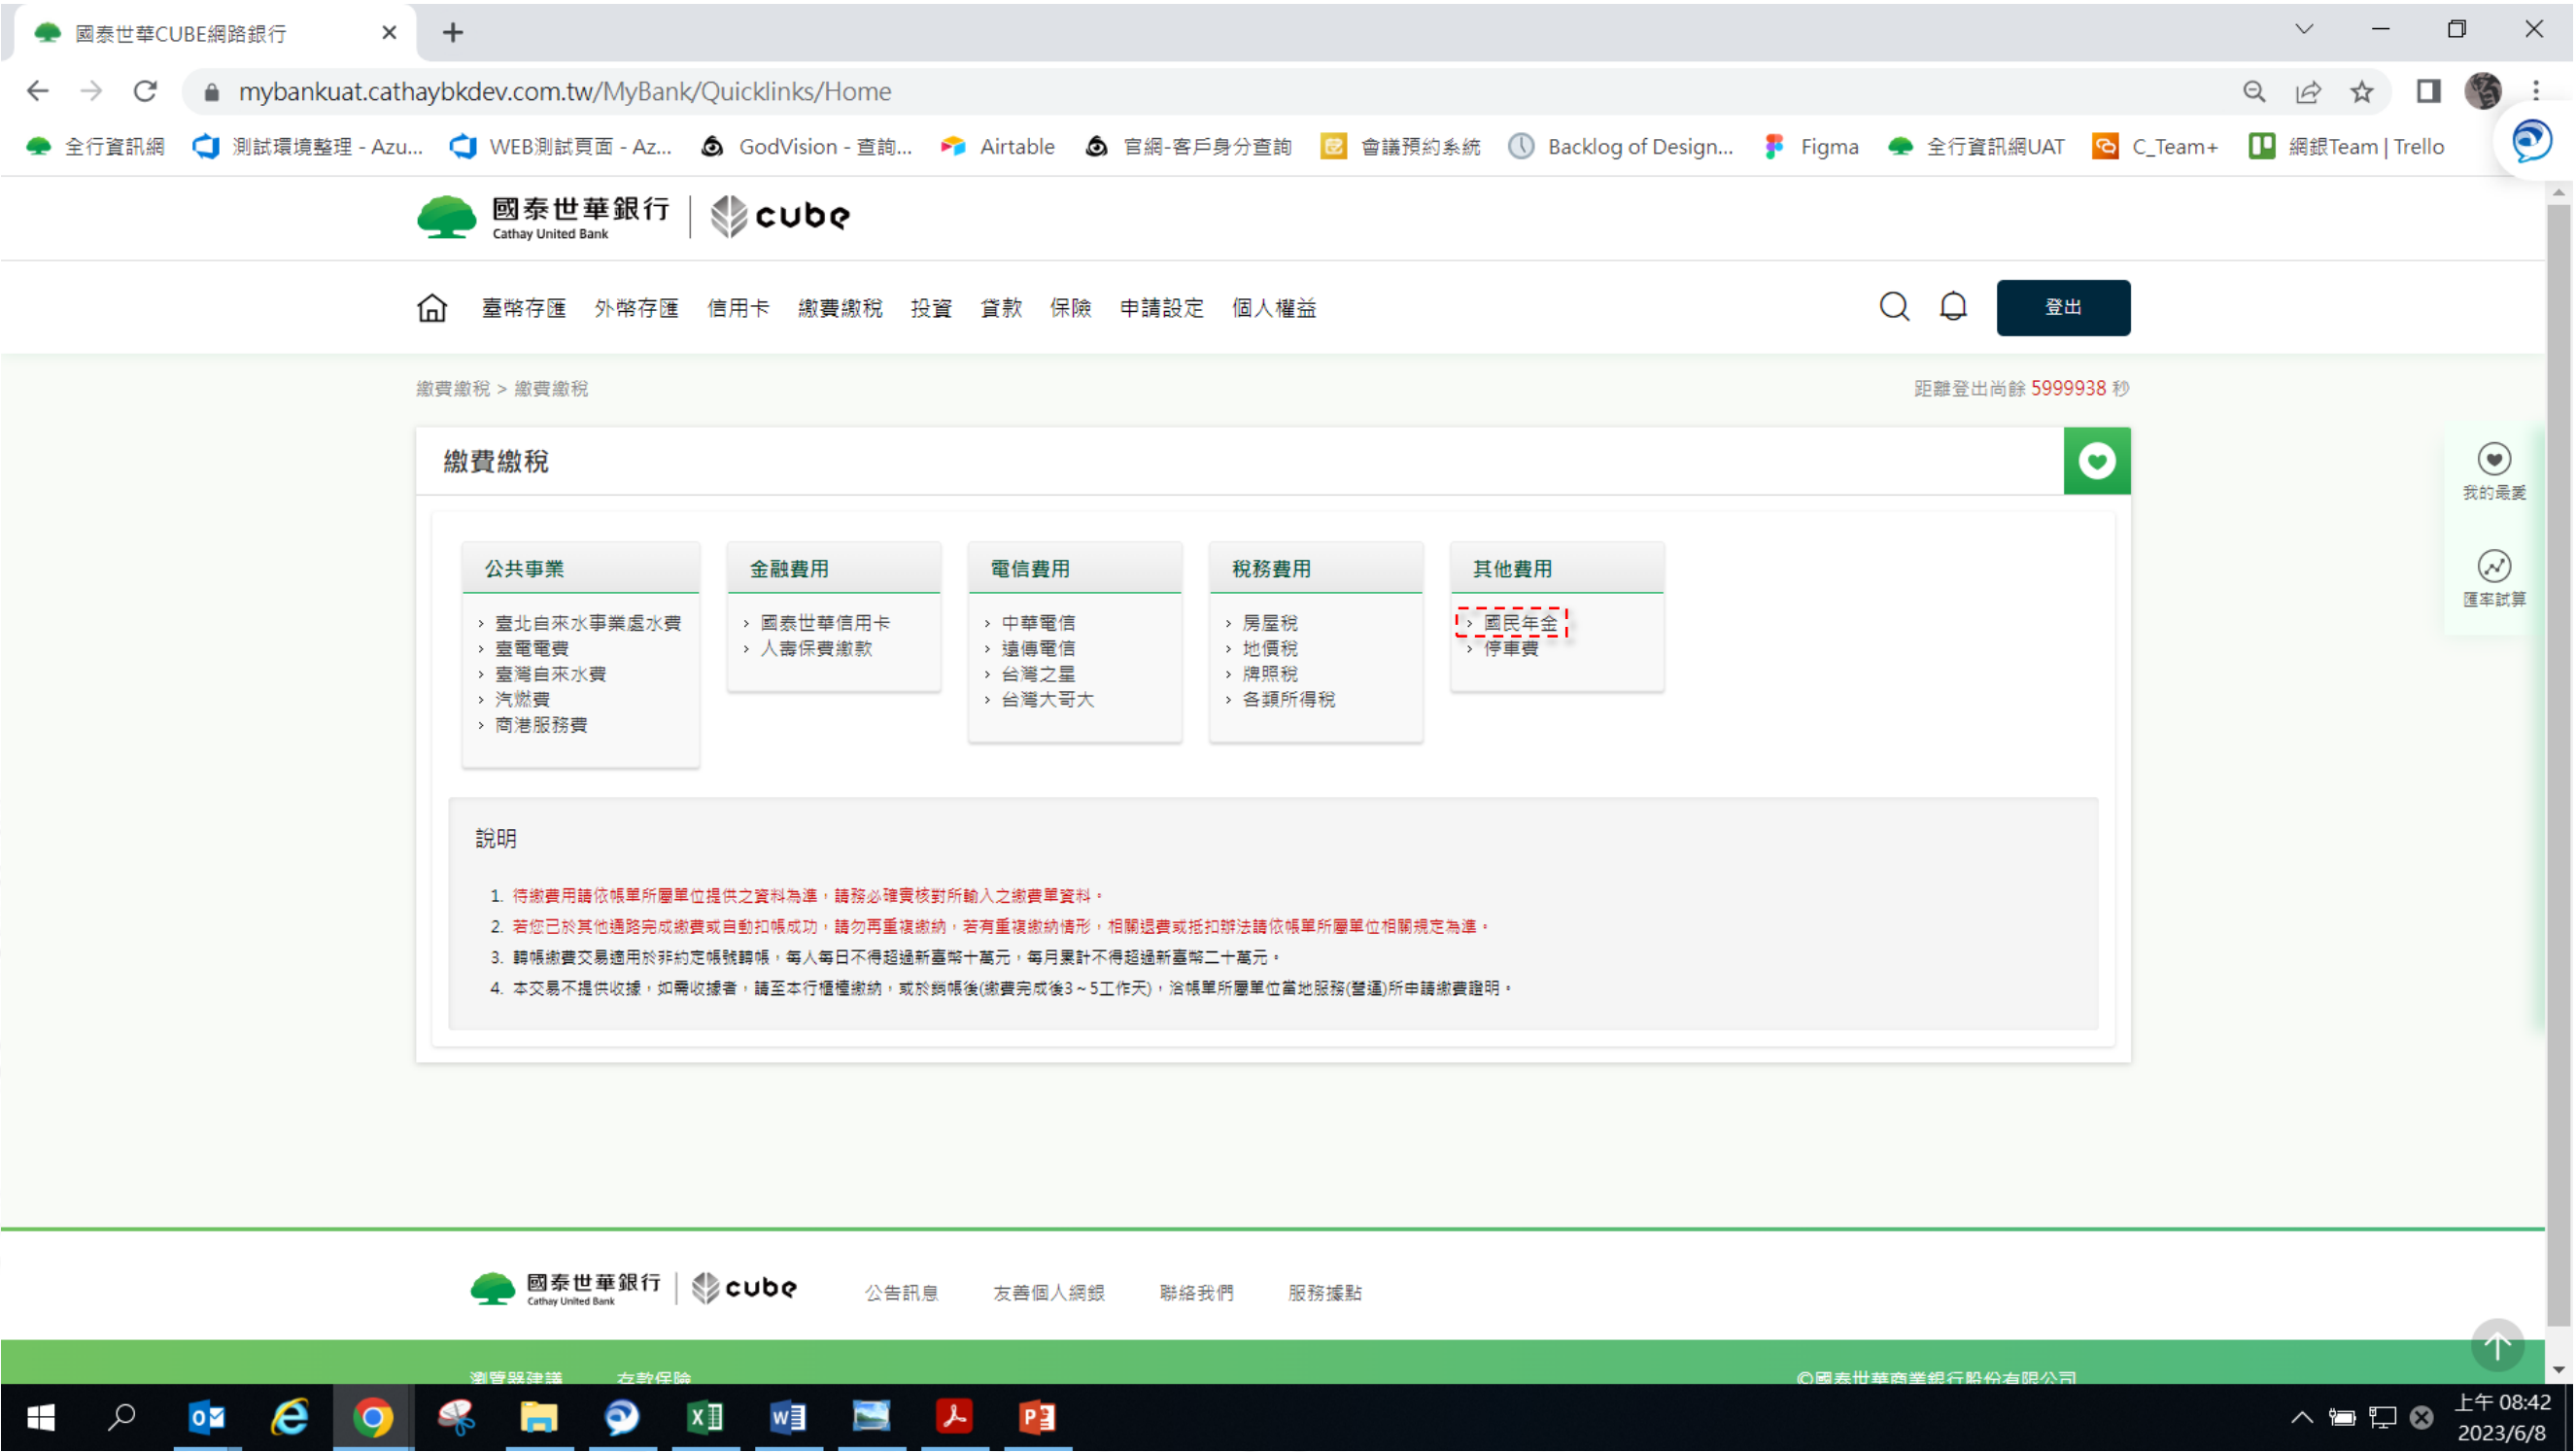 國泰世華CUBE網路銀行
mybankuat.cathaybkdev.com.tw/MyBank/Quicklinks/Home
全行資訊網 測試環境整理 - Azu... WEB測試頁面 - Az... GodVision - 查詢... Airtable 官網-客戶身分查詢 會議預約系統 Backlog of Design... Figma 全行資訊網UAT C_Team+ 網銀Team | Trello
國泰世華銀行 cube
Cathay United Bank
臺幣存匯 外幣存匯 信用卡 繳費繳稅 投資 貸款 保險 申請設定 個人權益 登出
繳費繳稅 > 繳費繳稅 距離登出尚餘 5999938 秒
繳費繳稅
我的最愛
匯率試算
公共事業
臺北自來水事業處水費
臺電電費
臺灣自來水費
汽燃費
商港服務費
金融費用
國泰世華信用卡
人壽保費繳款
電信費用
中華電信
遠傳電信
台灣之星
台灣大哥大
稅務費用
房屋稅
地價稅
牌照稅
各類所得稅
其他費用
國民年金
停車費
說明
1. 待繳費用請依帳單所屬單位提供之資料為準，請務必確實核對所輸入之繳費單資料。
2. 若您已於其他通路完成繳費或自動扣帳成功，請勿再重複繳納，若有重複繳納情形，相關退費或抵扣辦法請依帳單所屬單位相關規定為準。
3. 轉帳繳費交易適用於非約定帳號轉帳，每人每日不得超過新臺幣十萬元，每月累計不得超過新臺幣二十萬元。
4. 本交易不提供收據，如需收據者，請至本行櫃檯繳納，或於銷帳後(繳費完成後3~5工作天)，洽帳單所屬單位當地服務(營運)所申請繳費證明。
國泰世華銀行 cube 公告訊息 友善個人網銀 聯絡我們 服務據點
Cathay United Bank
瀏覽器建議 存款保險 ©國泰世華商業銀行股份有限公司
上午 08:42
2023/6/8